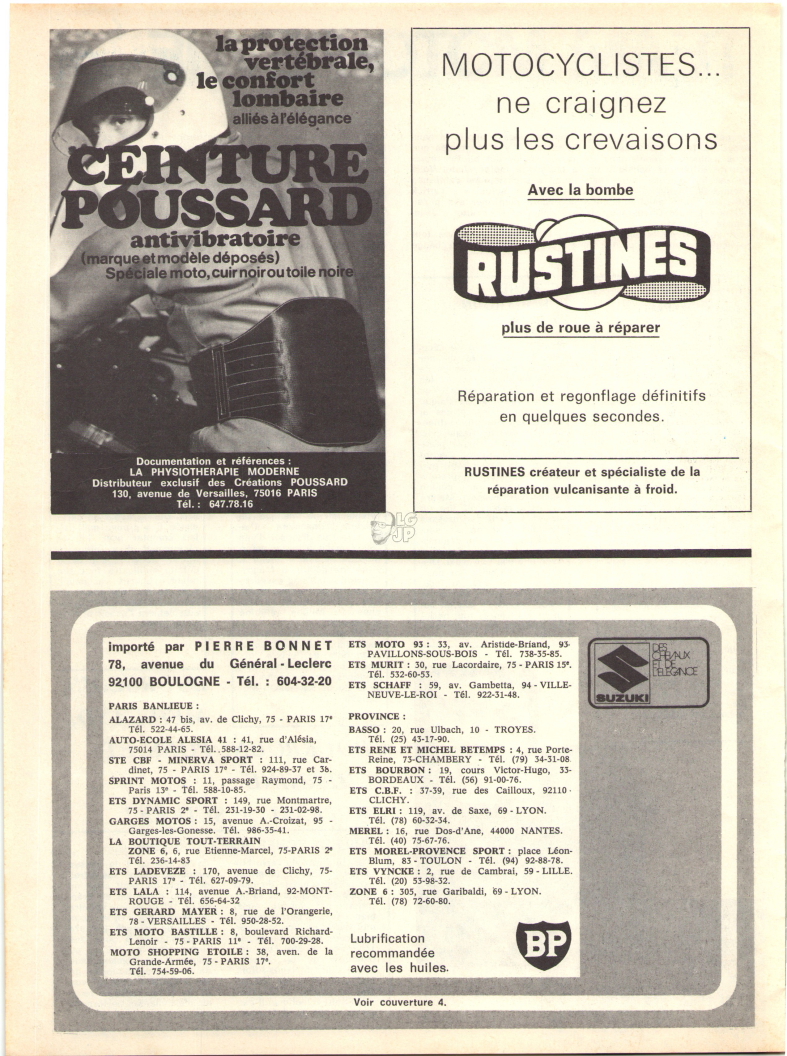 la protection
vertébrale,
le confort
lombaire
alliés à l'élégance
CEINTURE
POUSSARD
antivibratoire
(marque et modèle déposés)
Spéciale moto, cuir noir ou toile noire
Documentation et références :
LA PHYSIOTHERAPIE MODERNE
Distributeur exclusif des Créations POUSSARD
130, avenue de Versailles, 75016 PARIS
Tél. : 647.78.16
MOTOCYCLISTES...
ne craignez
plus les crevaisons
Avec la bombe
RUSTINES
plus de roue à réparer
Réparation et regonflage définitifs
en quelques secondes.
RUSTINES créateur et spécialiste de la
réparation vulcanisante à froid.
LG
JP
importé par PIERRE BONNET
78, avenue du Général-Leclerc
92,100 BOULOGNE - Tél. : 604-32-20
PARIS BANLIEUE :
ALAZARD : 47 bis, av. de Clichy, 75 - PARIS 17e
Tél. 522-44-65.
AUTO-ECOLE ALESIA 41 : 41, rue d'Alésia,
75014 PARIS - Tél. 588-12-82.
STE CBF - MINERVA SPORT : 111, rue Car-
dinet, 75 - PARIS 17e - Tél. 924-89-37 et 38.
SPRINT MOTOS : 11, passage Raymond, 75 -
Paris 13e - Tél. 588-10-85.
ETS DYNAMIC SPORT : 149, rue Montmartre,
75 - PARIS 2e - Tél. 231-19-30 - 231-02-98.
GARGES MOTOS : 15, avenue A.-Croizat, 95 -
Garges-les-Gonesse. Tél. 986-35-41.
LA BOUTIQUE TOUT-TERRAIN
ZONE 6, 6, rue Etienne-Marcel, 75-PARIS 2e
Tél. 236-14-83
ETS LADEVEZE : 170, avenue de Clichy, 75-
PARIS 17e - Tél. 627-09-79.
ETS LALA : 114, avenue A.-Briand, 92-MONT-
ROUGE - Tél. 656-64-32
ETS GERARD MAYER : 8, rue de l'Orangerie,
78 - VERSAILLES - Tél. 950-28-52.
ETS MOTO BASTILLE : 8, boulevard Richard-
Lenoir - 75 - PARIS 11e - Tél. 700-29-28.
MOTO SHOPPING ETOILE : 38, aven. de la
Grande-Armée, 75 - PARIS 17e.
Tél. 754-59-06.
ETS MOTO 93 : 33, av. Aristide-Briand, 93-
PAVILLONS-SOUS-BOIS - Tél. 738-35-85.
ETS MURIT : 30, rue Lacordaire, 75 - PARIS 15e.
Tél. 532-60-53.
ETS SCHAFF : 59, av. Gambetta, 94 - VILLE-
NEUVE-LE-ROI - Tél. 922-31-48.
PROVINCE :
BASSO : 20, rue Ulbach, 10 - TROYES.
Tél. (25) 43-17-90.
ETS RENE ET MICHEL BETEMPS : 4, rue Porte-
Reine, 73-CHAMBERY - Tél. (79) 34-31-08
ETS BOURBON : 19, cours Victor-Hugo, 33-
BORDEAUX - Tél. (56) 91-00-76.
ETS C.B.F. : 37-39, rue des Cailloux, 92110
CLICHY.
ETS ELRI : 119, av. de Saxe, 69 - LYON.
Tél. (78) 60-32-34.
MEREL : 16, rue Dos-d'Ane, 44000 NANTES.
Tél. (40) 75-67-76.
ETS MOREL-PROVENCE SPORT : place Léon-
Blum, 83 - TOULON - Tél. (94) 92-88-78.
ETS VYNCKE : 2, rue de Cambrai, 59 - LILLE.
Tél. (20) 53-98-32.
ZONE 6 : 305, rue Garibaldi, 69 - LYON.
Tél. (78) 72-60-80.
Lubrification
recommandée
avec les huiles.
BP
SUZUKI
DES
CHEVAUX
ET DE
L'ELEGANCE
Voir couverture 4.